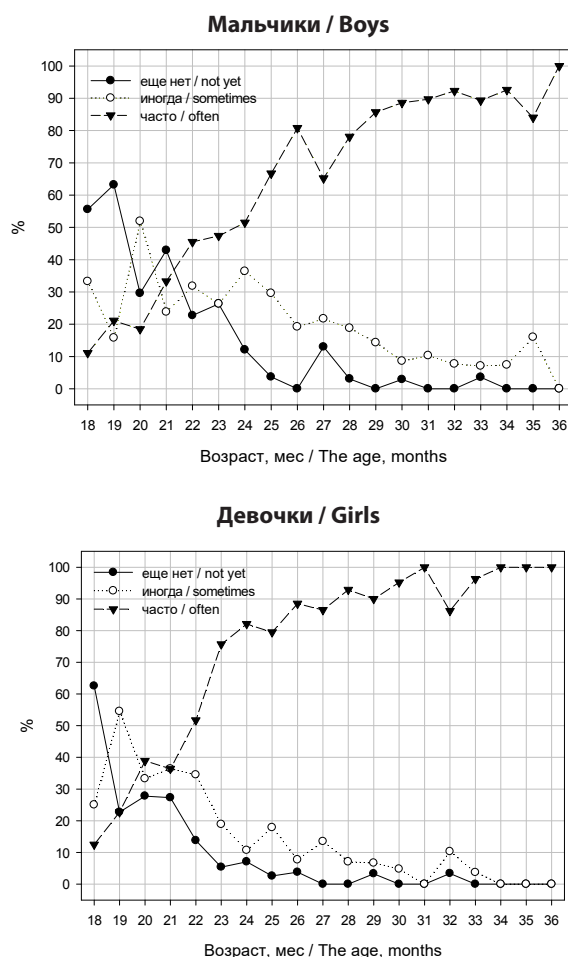 Мальчики / Boys
100
90
80
70
60
50
40
30
20
10
0
%
еще нет / not yet
иногда / sometimes
часто / often
18 19 20 21 22 23 24 25 26 27 28 29 30 31 32 33 34 35 36
Возраст, мес / The age, months
Девочки / Girls
100
90
80
70
60
50
40
30
20
10
0
%
еще нет / not yet
иногда / sometimes
часто / often
18 19 20 21 22 23 24 25 26 27 28 29 30 31 32 33 34 35 36
Возраст, мес / The age, months